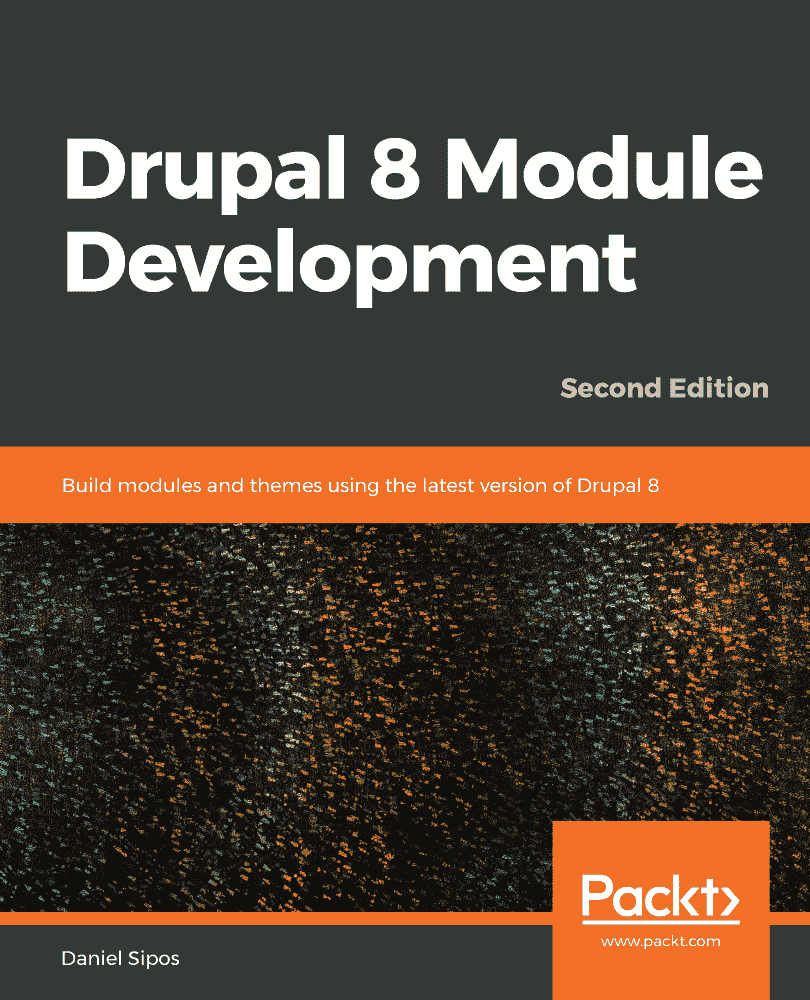 Drupal 8 Module
Development
Second Edition
Build modules and themes using the latest version of Drupal 8
Packt>
www.packt.com
Daniel Sipos